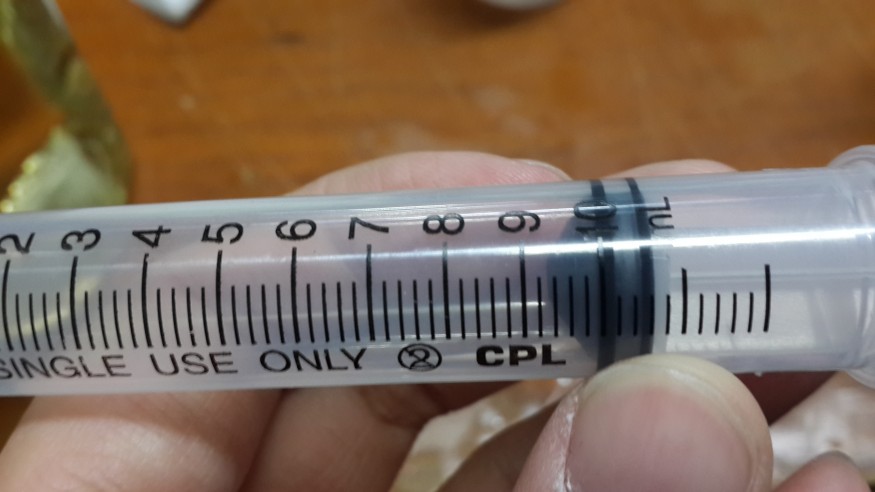 2 3 4 5 6 7 8 9 10 mL
SINGLE USE ONLY CPL